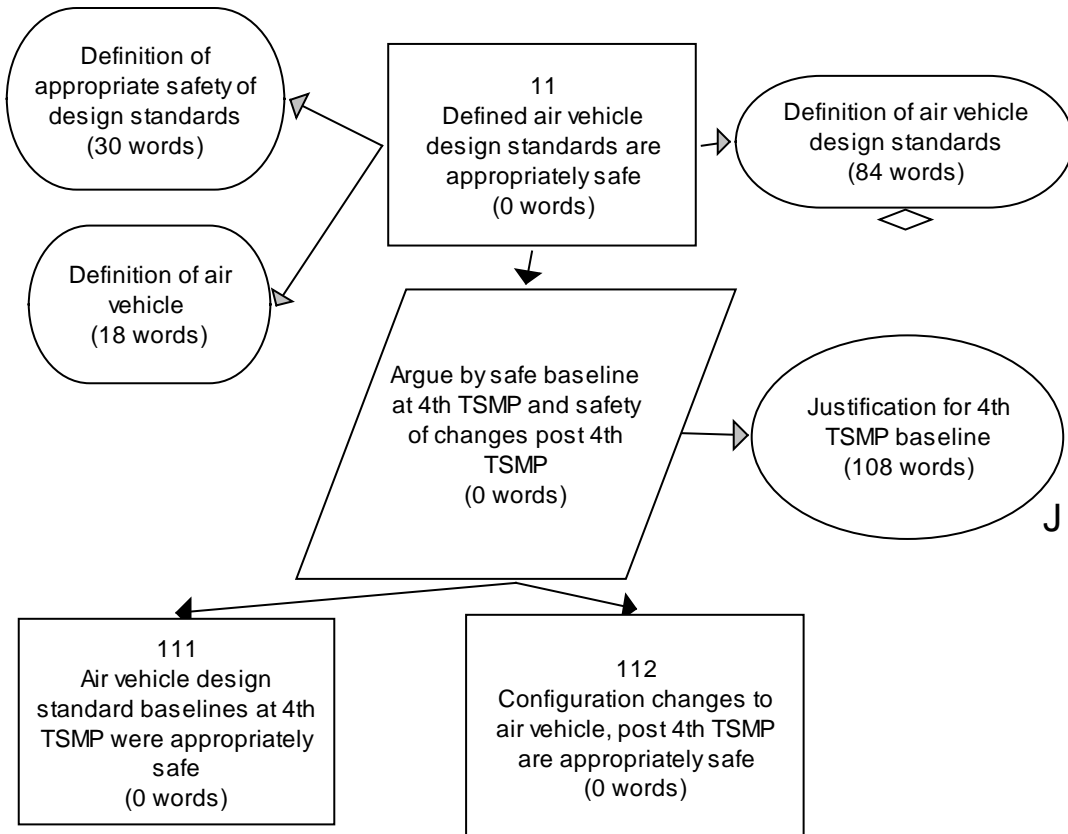 Definition of
appropriate safety of
design standards
(30 words)
11
Defined air vehicle
design standards are
appropriately safe
(0 words)
Definition of air vehicle
design standards
(84 words)
Definition of air
vehicle
(18 words)
Argue by safe baseline
at 4th TSMP and safety
of changes post 4th
TSMP
(0 words)
Justification for 4th
TSMP baseline
(108 words)
J
111
Air vehicle design
standard baselines at 4th
TSMP were appropriately
safe
(0 words)
112
Configuration changes to
air vehicle, post 4th TSMP
are appropriately safe
(0 words)